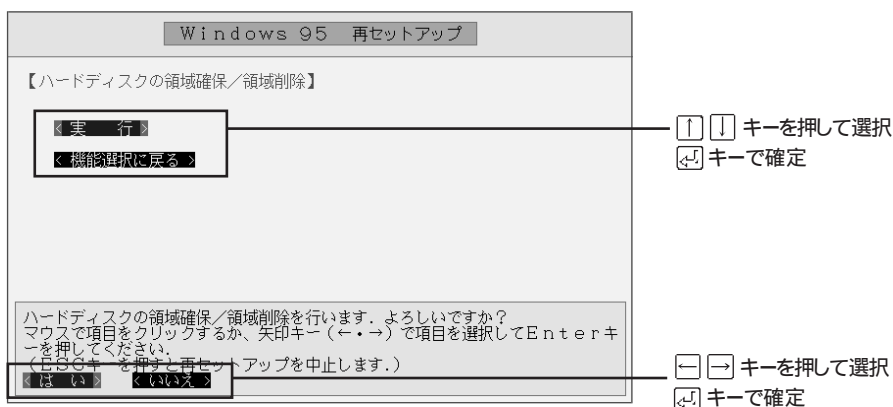 Windows 95 再セットアップ
【ハードディスクの領域確保／領域削除】
<実 行>
<機能選択に戻る>
↑ ↓ キーを押して選択
↵ キーで確定
ハードディスクの領域確保／領域削除を行います．よろしいですか？
マウスで項目をクリックするか、矢印キー（←・→）で項目を選択してＥｎｔｅｒキ
ーを押してください．
（ＥＳＣキーを押すと再セットアップを中止します．）
<は い> <いいえ>
← → キーを押して選択
↵ キーで確定